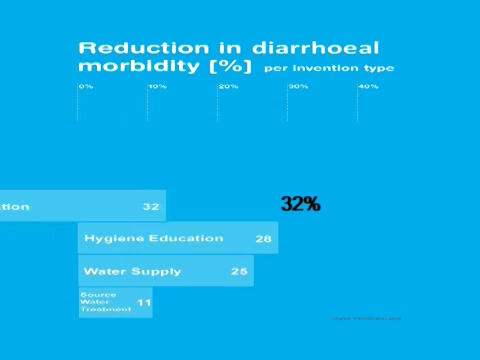 Reduction in diarrhoeal
morbidity [%] per invention type
0% 10% 20% 30% 40%
32
32%
Hygiene Education 28
Water Supply 25
Source
Water
Treatment 11